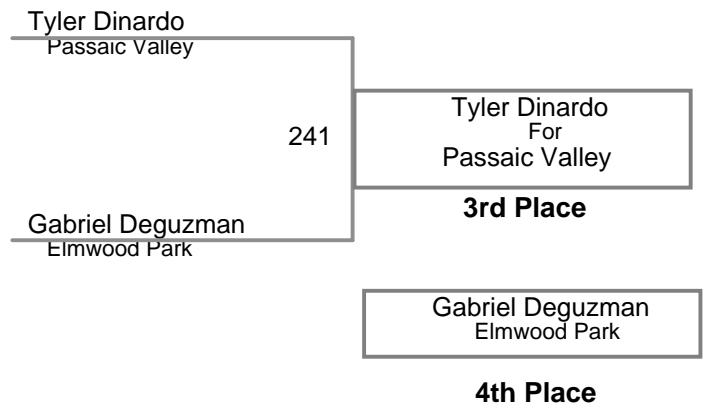 Tyler Dinardo
Passaic Valley
241
Tyler Dinardo
For
Passaic Valley
3rd Place
Gabriel Deguzman
Elmwood Park
Gabriel Deguzman
Elmwood Park
4th Place